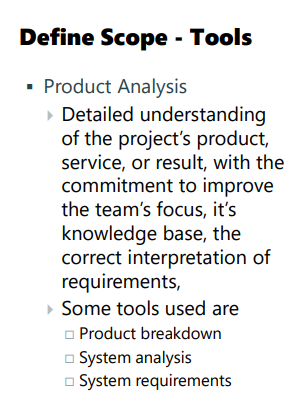 Define Scope - Tools
Product Analysis
Detailed understanding
of the project's product,
service, or result, with the
commitment to improve
the team's focus, it's
knowledge base, the
correct interpretation of
requirements,
Some tools used are
Product breakdown
System analysis
System requirements